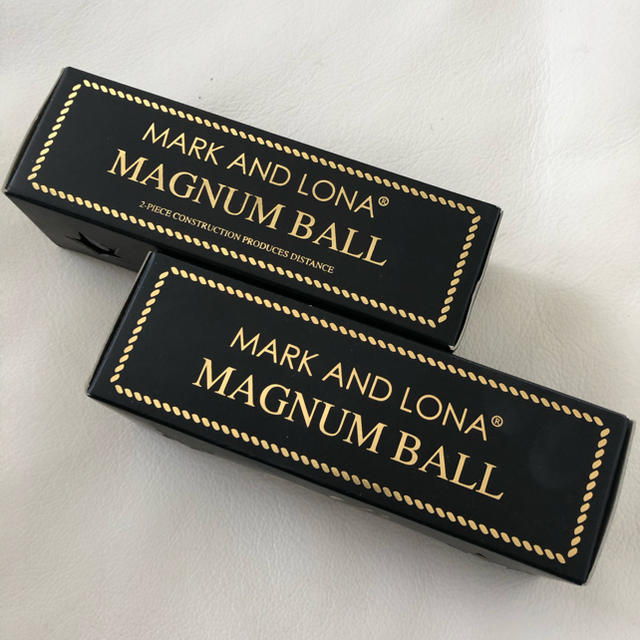 MARK AND LONA®
MAGNUM BALL
2-PIECE CONSTRUCTION PRODUCES DISTANCE
MARK AND LONA®
MAGNUM BALL